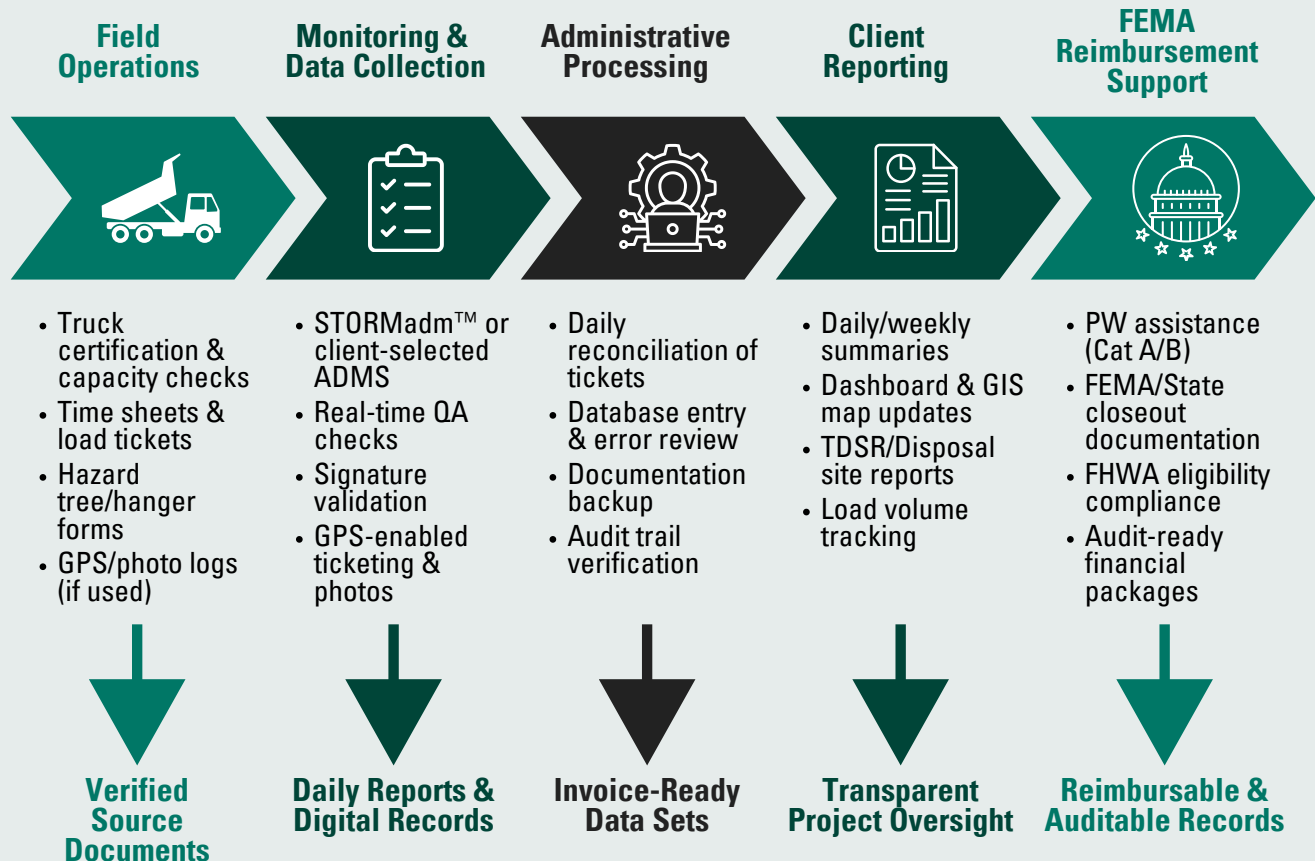 Field
Operations
Monitoring &
Data Collection
Administrative
Processing
Client
Reporting
FEMA
Reimbursement
Support
• Truck
certification &
capacity checks
• Time sheets &
load tickets
• Hazard
tree/hanger
forms
• GPS/photo logs
(if used)
• STORMadm™ or
client-selected
ADMS
• Real-time QA
checks
• Signature
validation
• GPS-enabled
ticketing &
photos
• Daily
reconciliation of
tickets
• Database entry
& error review
• Documentation
backup
• Audit trail
verification
• Daily/weekly
summaries
• Dashboard & GIS
map updates
• TDSR/Disposal
site reports
• Load volume
tracking
• PW assistance
(Cat A/B)
• FEMA/State
closeout
documentation
• FHWA eligibility
compliance
• Audit-ready
financial
packages
Verified
Source
Documents
Daily Reports &
Digital Records
Invoice-Ready
Data Sets
Transparent
Project Oversight
Reimbursable &
Auditable Records